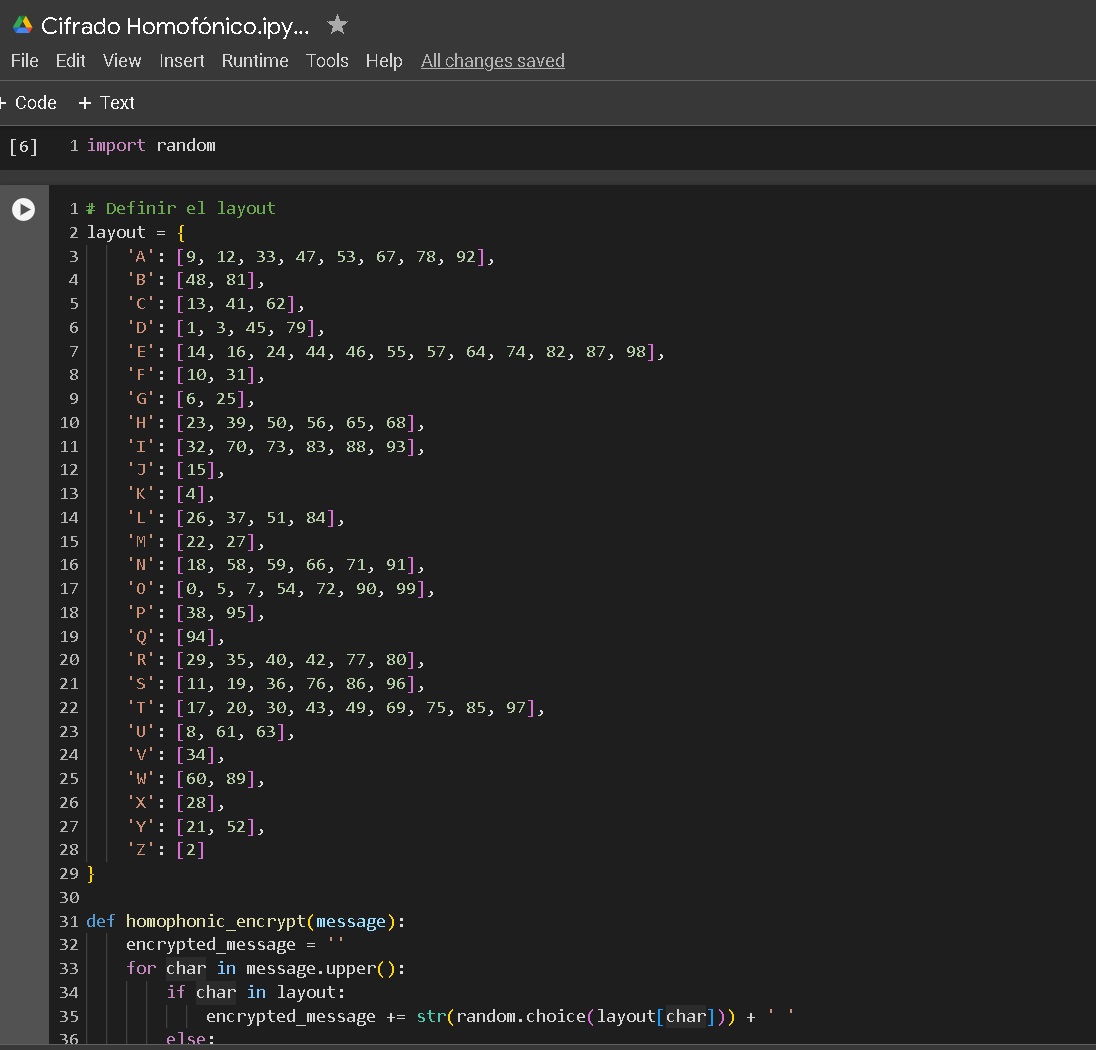 Cifrado Homofónico.ipy...
File Edit View Insert Runtime Tools Help All changes saved
+ Code + Text
[6] 1 import random
1 # Definir el layout
2 layout = {
3     'A': [9, 12, 33, 47, 53, 67, 78, 92],
4     'B': [48, 81],
5     'C': [13, 41, 62],
6     'D': [1, 3, 45, 79],
7     'E': [14, 16, 24, 44, 46, 55, 57, 64, 74, 82, 87, 98],
8     'F': [10, 31],
9     'G': [6, 25],
10     'H': [23, 39, 50, 56, 65, 68],
11     'I': [32, 70, 73, 83, 88, 93],
12     'J': [15],
13     'K': [4],
14     'L': [26, 37, 51, 84],
15     'M': [22, 27],
16     'N': [18, 58, 59, 66, 71, 91],
17     'O': [0, 5, 7, 54, 72, 90, 99],
18     'P': [38, 95],
19     'Q': [94],
20     'R': [29, 35, 40, 42, 77, 80],
21     'S': [11, 19, 36, 76, 86, 96],
22     'T': [17, 20, 30, 43, 49, 69, 75, 85, 97],
23     'U': [8, 61, 63],
24     'V': [34],
25     'W': [60, 89],
26     'X': [28],
27     'Y': [21, 52],
28     'Z': [2]
29 }
30
31 def homophonic_encrypt(message):
32     encrypted_message = ''
33     for char in message.upper():
34         if char in layout:
35             encrypted_message += str(random.choice(layout[char])) + ' '
36         else: